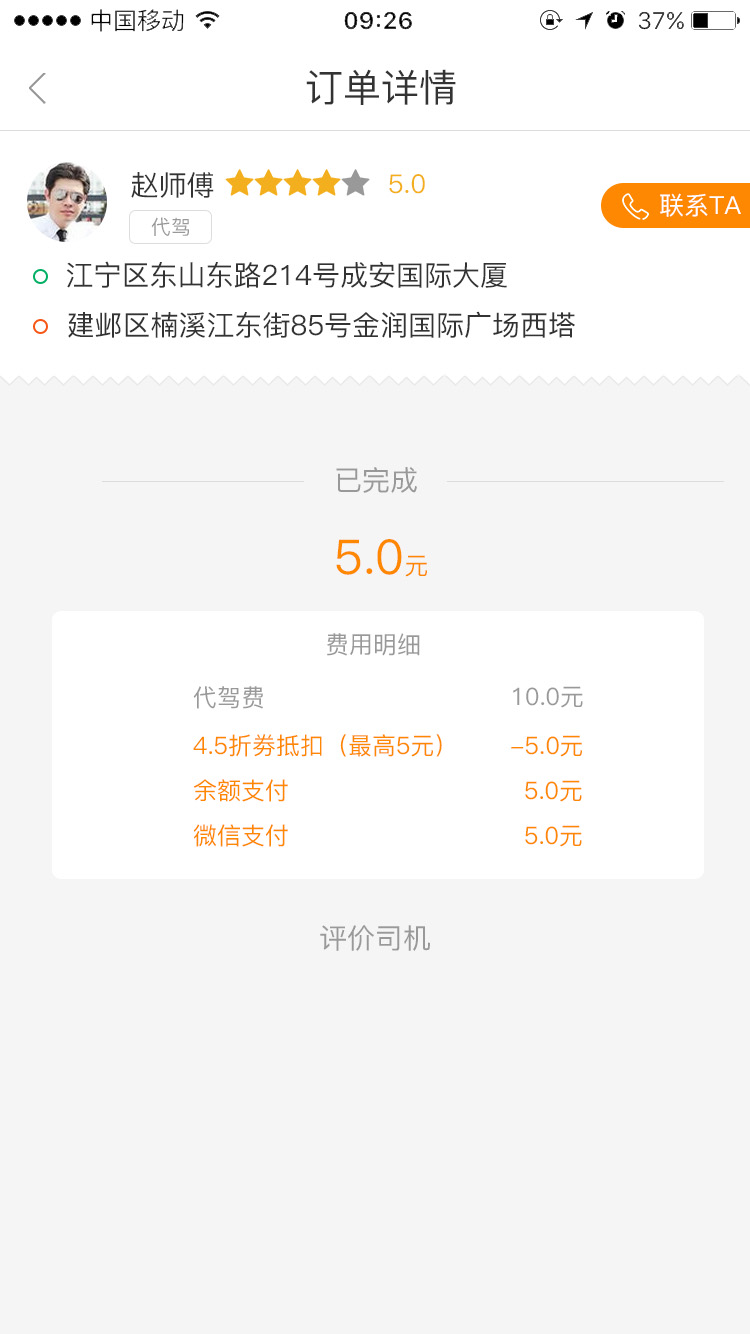 中国移动 09:26 37%
订单详情
赵师傅 5.0
代驾
联系TA
江宁区东山东路214号成安国际大厦
建邺区楠溪江东街85号金润国际广场西塔
已完成
5.0元
费用明细
代驾费 10.0元
4.5折券抵扣（最高5元） –5.0元
余额支付 5.0元
微信支付 5.0元
评价司机